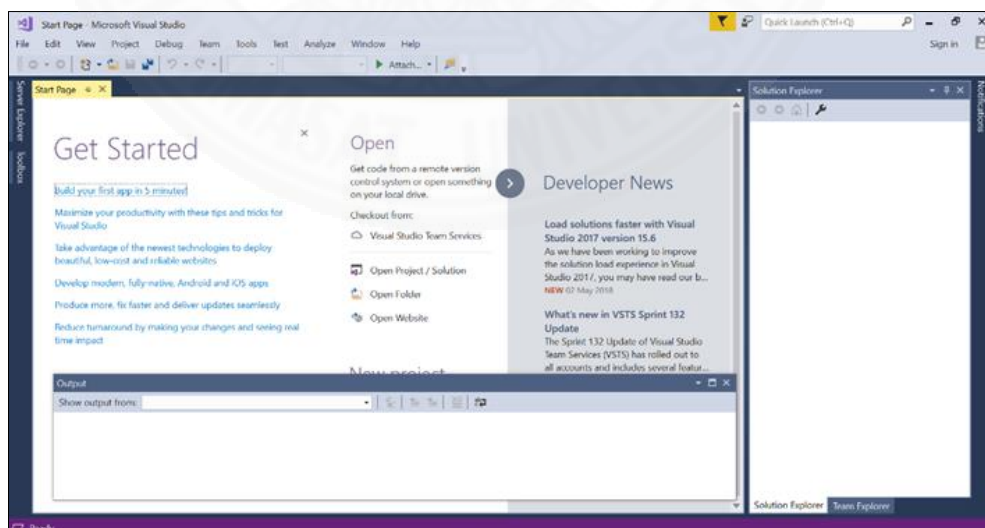 Start Page - Microsoft Visual Studio
Quick Launch (Ctrl+Q)
File Edit View Project Debug Team Tools Test Analyze Window Help
Sign in
Attach...
Server Explorer
Toolbox
Start Page
Get Started
Build your first app in 5 minutes!
Maximize your productivity with these tips and tricks for
Visual Studio
Take advantage of the newest technologies to deploy
beautiful, low-cost and reliable websites
Develop modern, fully-native, Android and iOS apps
Produce more, fix faster and deliver updates seamlessly
Reduce turnaround by making your changes and seeing real
time impact
Open
Get code from a remote version
control system or open something
on your local drive.
Checkout from:
Visual Studio Team Services
Open Project / Solution
Open Folder
Open Website
New project
Developer News
Load solutions faster with Visual
Studio 2017 version 15.6
As we have been working to improve
the solution load experience in Visual
Studio 2017, you may have read our b...
NEW 02 May 2018
What's new in VSTS Sprint 132
Update
The Sprint 132 Update of Visual Studio
Team Services (VSTS) has rolled out to
all accounts and includes several featur...
Output
Show output from:
Solution Explorer
Solution Explorer Team Explorer
Notifications
Ready